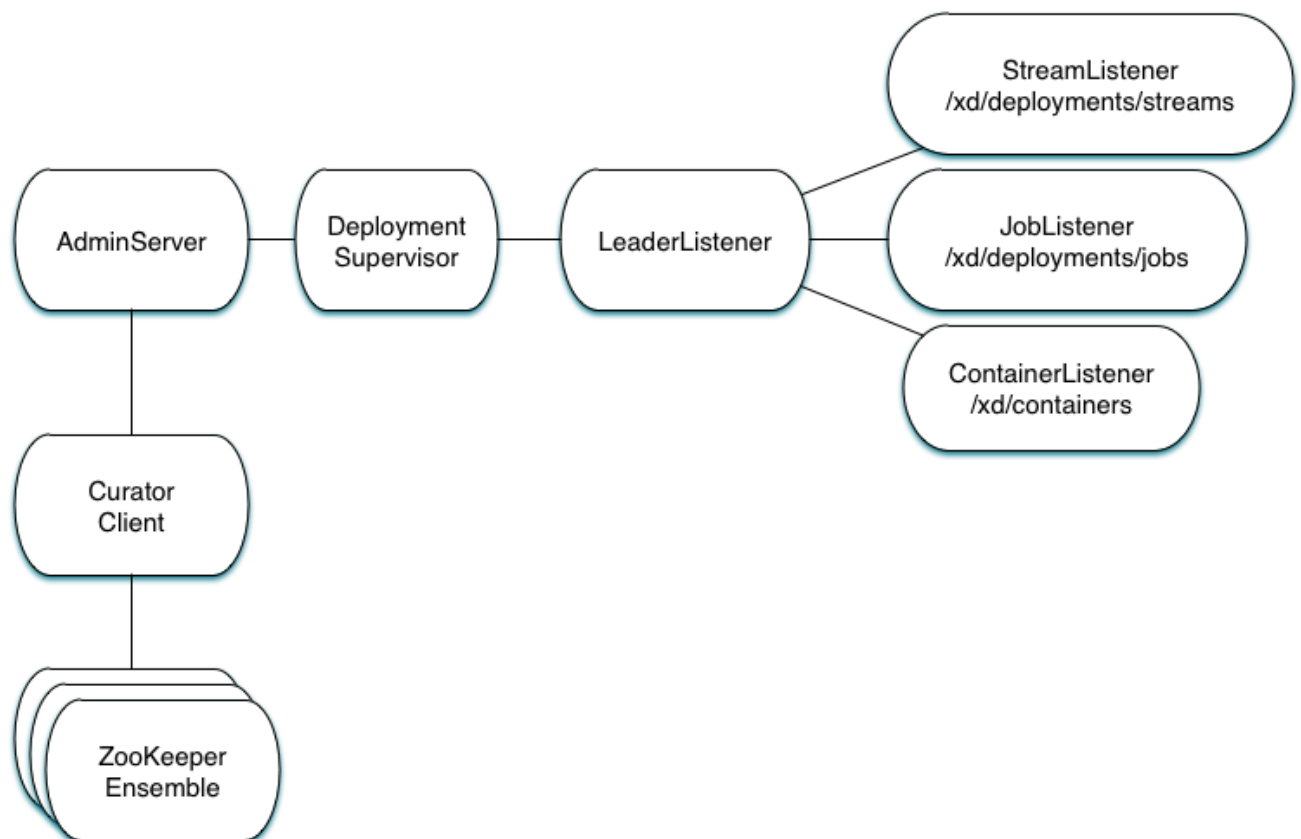 StreamListener
/xd/deployments/streams
AdminServer
Deployment
Supervisor
LeaderListener
JobListener
/xd/deployments/jobs
ContainerListener
/xd/containers
Curator
Client
ZooKeeper
Ensemble